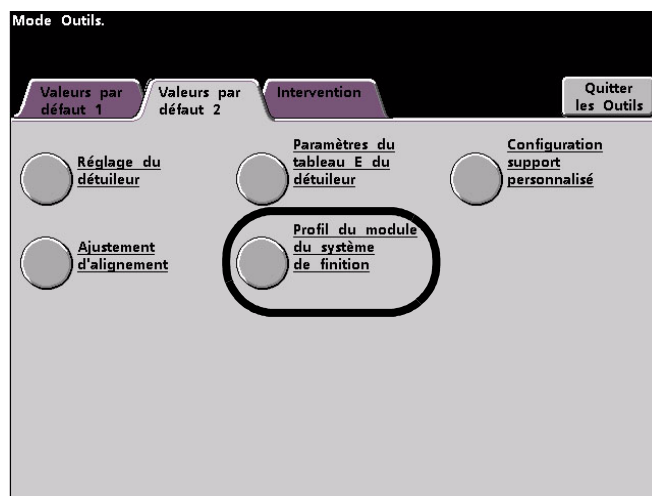 Mode Outils.
Valeurs par
défaut 1
Valeurs par
défaut 2
Intervention
Quitter
les Outils
Réglage du
détuileur
Paramètres du
tableau E du
détuileur
Configuration
support
personnalisé
Ajustement
d'alignement
Profil du module
du système
de finition